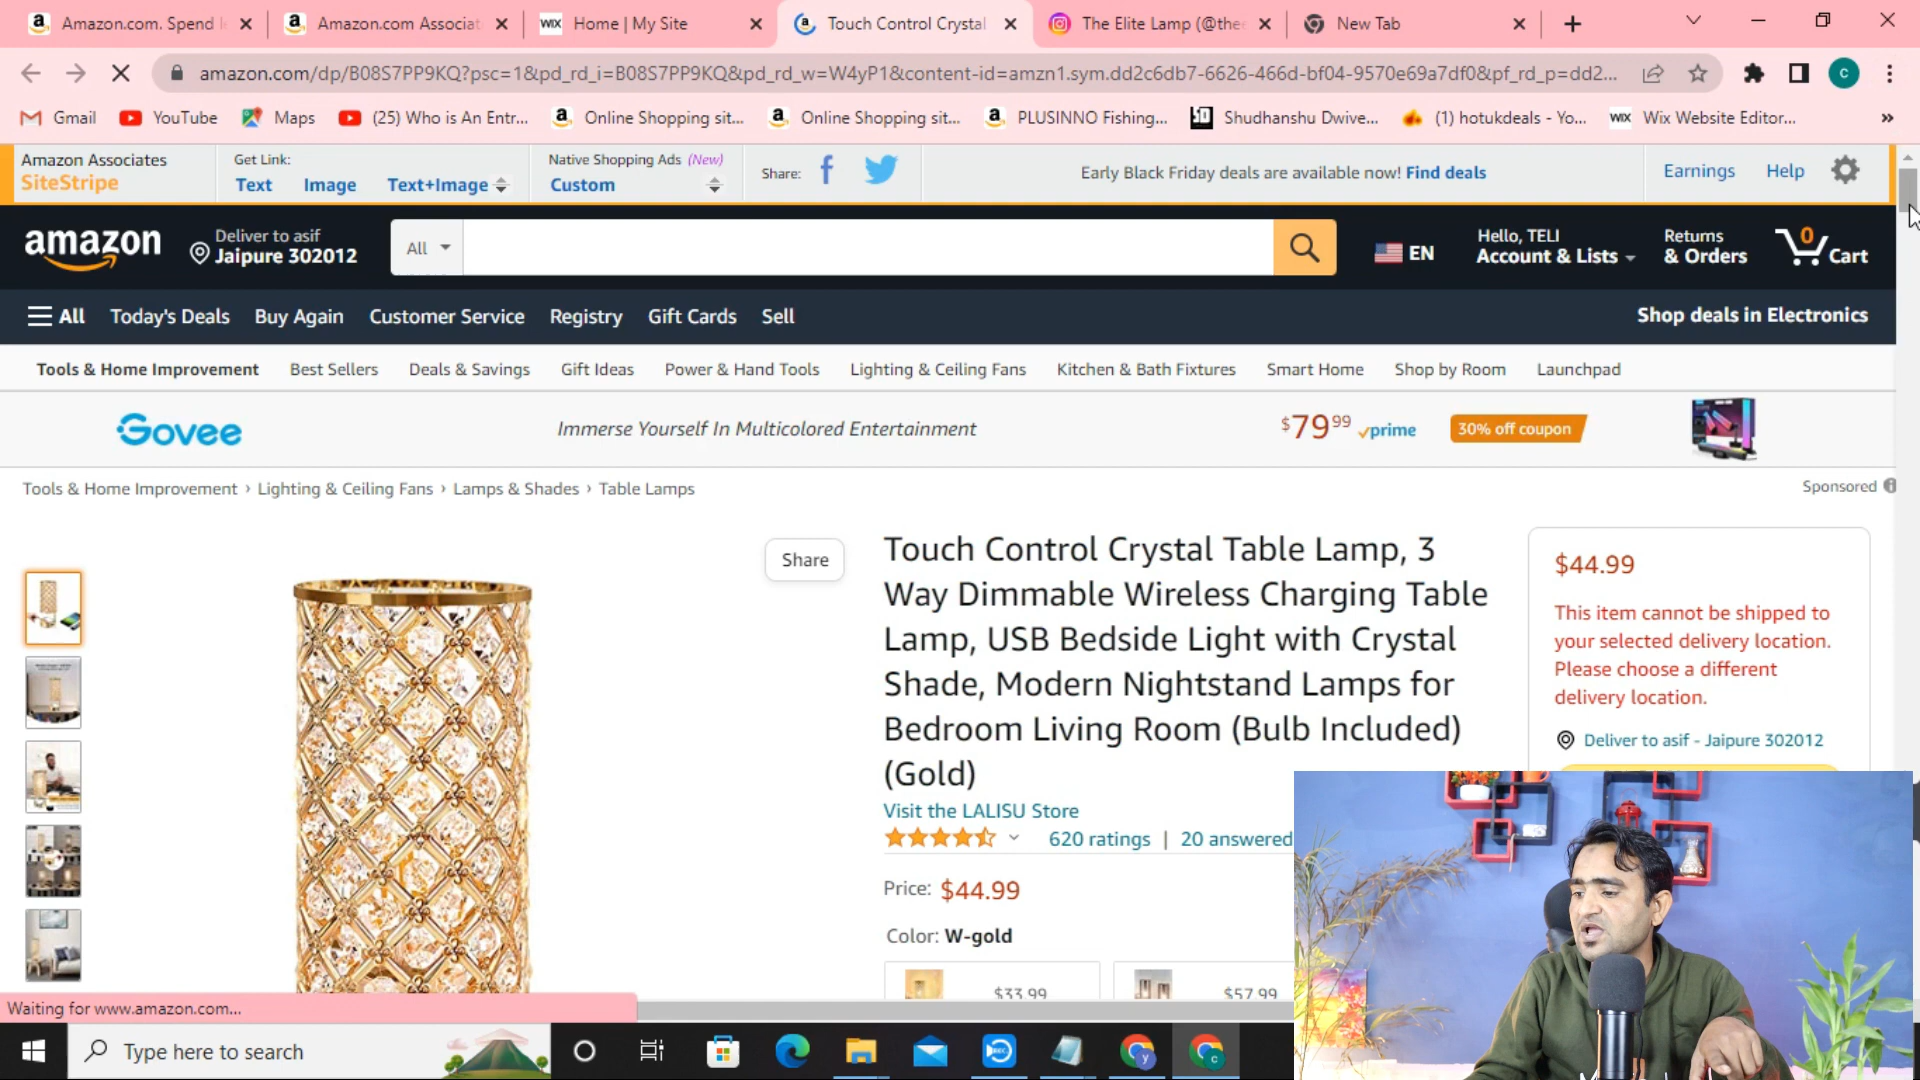 Amazon.com. Spend
Amazon.com Associat
WIX Home | My Site
Touch Control Crystal
The Elite Lamp (@the
New Tab
amazon.com/dp/B08S7PP9KQ?psc=1&pd_rd_i=B08S7PP9KQ&pd_rd_w=W4yP1&content-id=amzn1.sym.dd2c6db7-6626-466d-bf04-9570e69a7df0&pf_rd_p=dd2...
C
Gmail YouTube Maps (25) Who is An Entr... Online Shopping sit... Online Shopping sit... PLUSINNO Fishing... Shudhanshu Dwive... (1) hotukdeals - Yo... WIX Wix Website Editor... »
Amazon Associates
SiteStripe
Get Link:
Text Image Text+Image
Native Shopping Ads (New)
Custom
Share:
Early Black Friday deals are available now! Find deals
Earnings Help
amazon
Deliver to asif
Jaipure 302012
All
EN
Hello, TELI
Account & Lists
Returns
& Orders
0
Cart
All Today's Deals Buy Again Customer Service Registry Gift Cards Sell
Shop deals in Electronics
Tools & Home Improvement Best Sellers Deals & Savings Gift Ideas Power & Hand Tools Lighting & Ceiling Fans Kitchen & Bath Fixtures Smart Home Shop by Room Launchpad
Govee
Immerse Yourself In Multicolored Entertainment
$79 99 prime
30% off coupon
Tools & Home Improvement › Lighting & Ceiling Fans › Lamps & Shades › Table Lamps
Sponsored
Share
Touch Control Crystal Table Lamp, 3
Way Dimmable Wireless Charging Table
Lamp, USB Bedside Light with Crystal
Shade, Modern Nightstand Lamps for
Bedroom Living Room (Bulb Included)
(Gold)
Visit the LALISU Store
620 ratings | 20 answered
Price: $44.99
Color: W-gold
$33.99
$57.99
$44.99
This item cannot be shipped to
your selected delivery location.
Please choose a different
delivery location.
Deliver to asif - Jaipure 302012
Waiting for www.amazon.com...
Type here to search